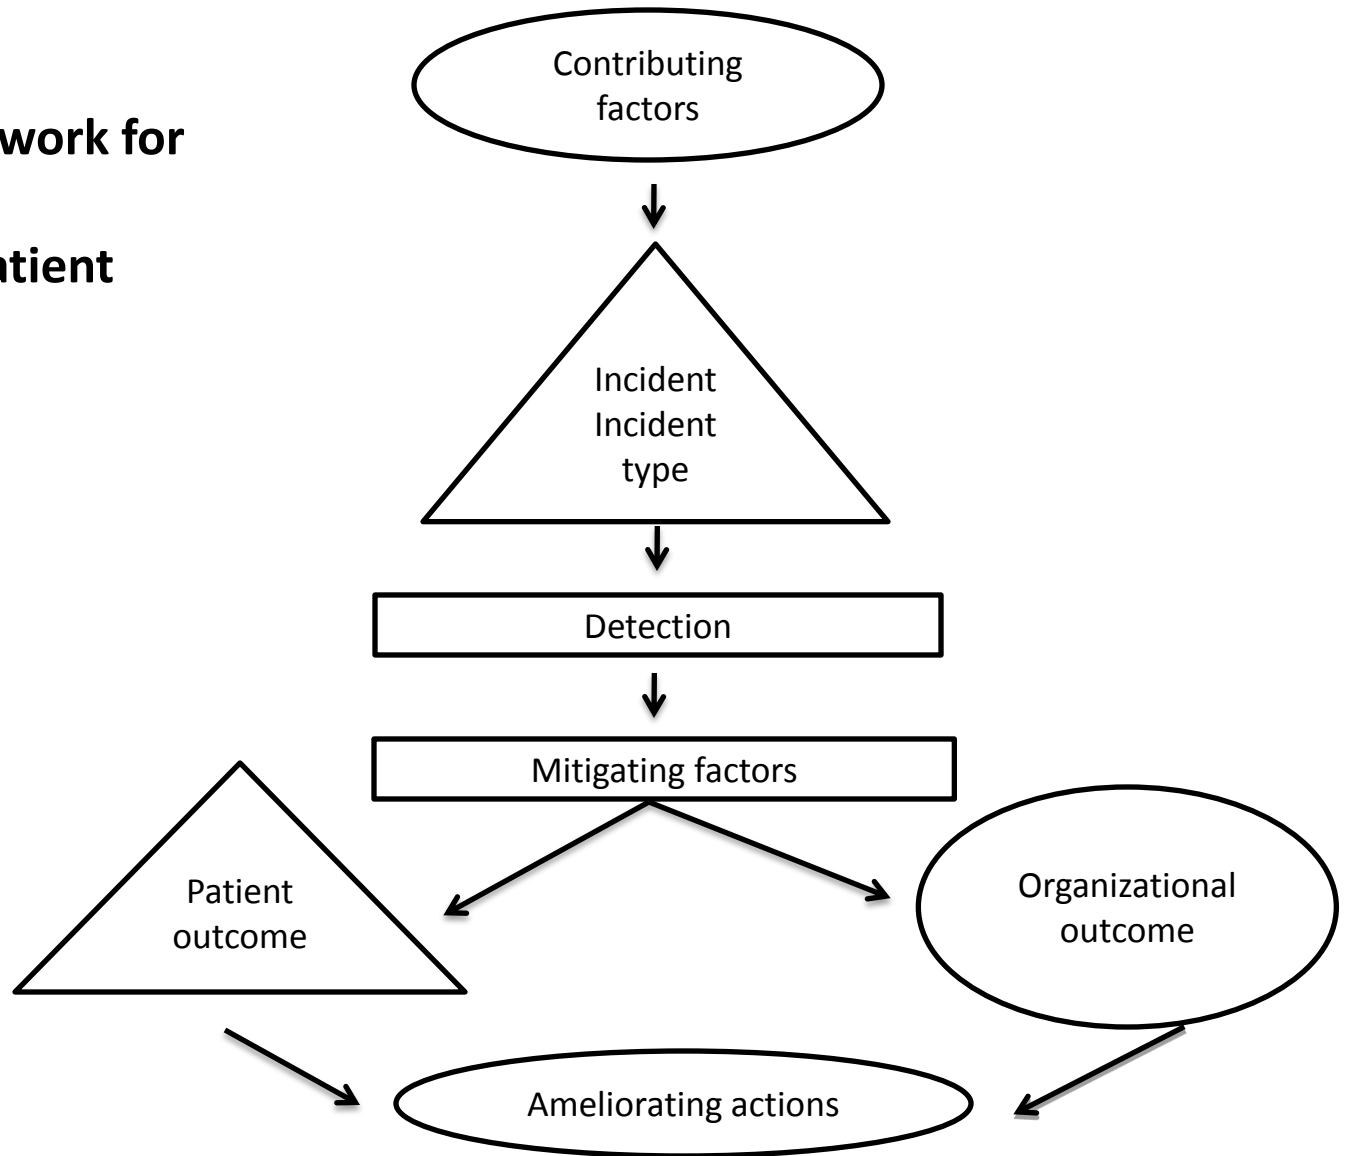 Contributing
factors
work for
atient
Incident
Incident
type
Detection
Mitigating factors
Patient
outcome
Organizational
outcome
Ameliorating actions